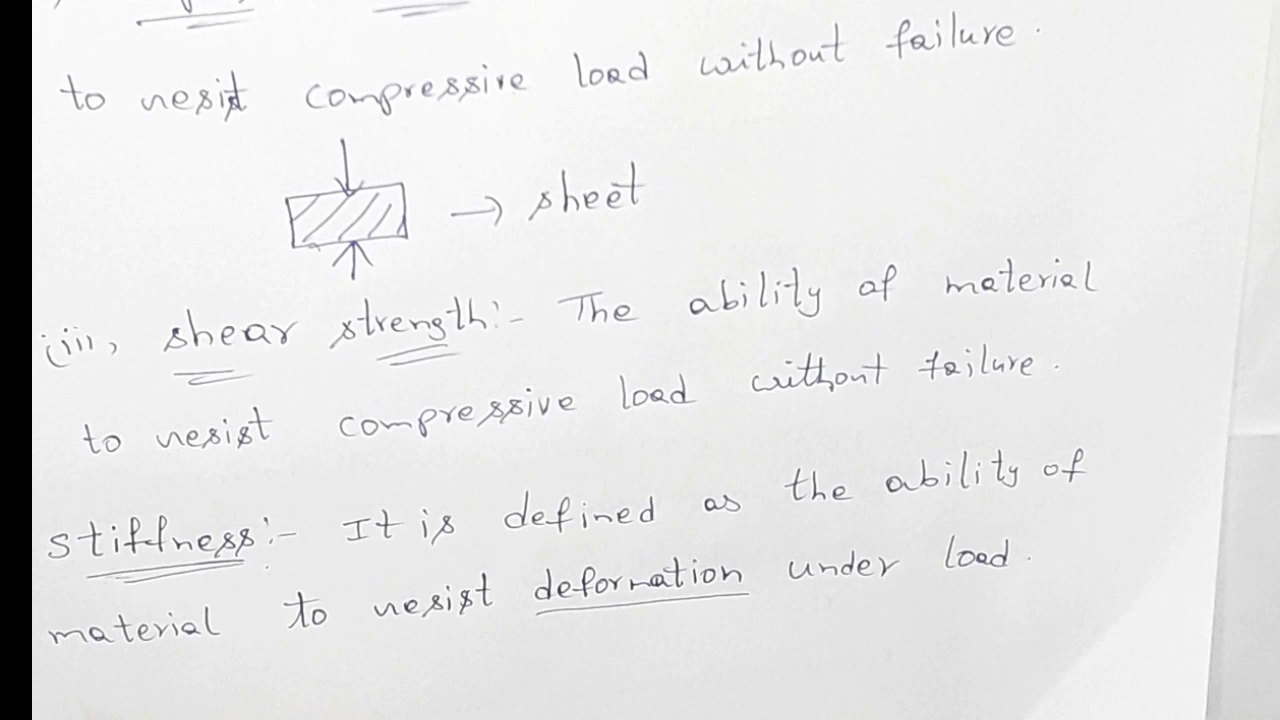 to resist compressive load without failure.
→ sheet
(iii) shear strength:- The ability of material
to resist compressive load without failure.
stiffness:- It is defined as the ability of
material to resist deformation under load.